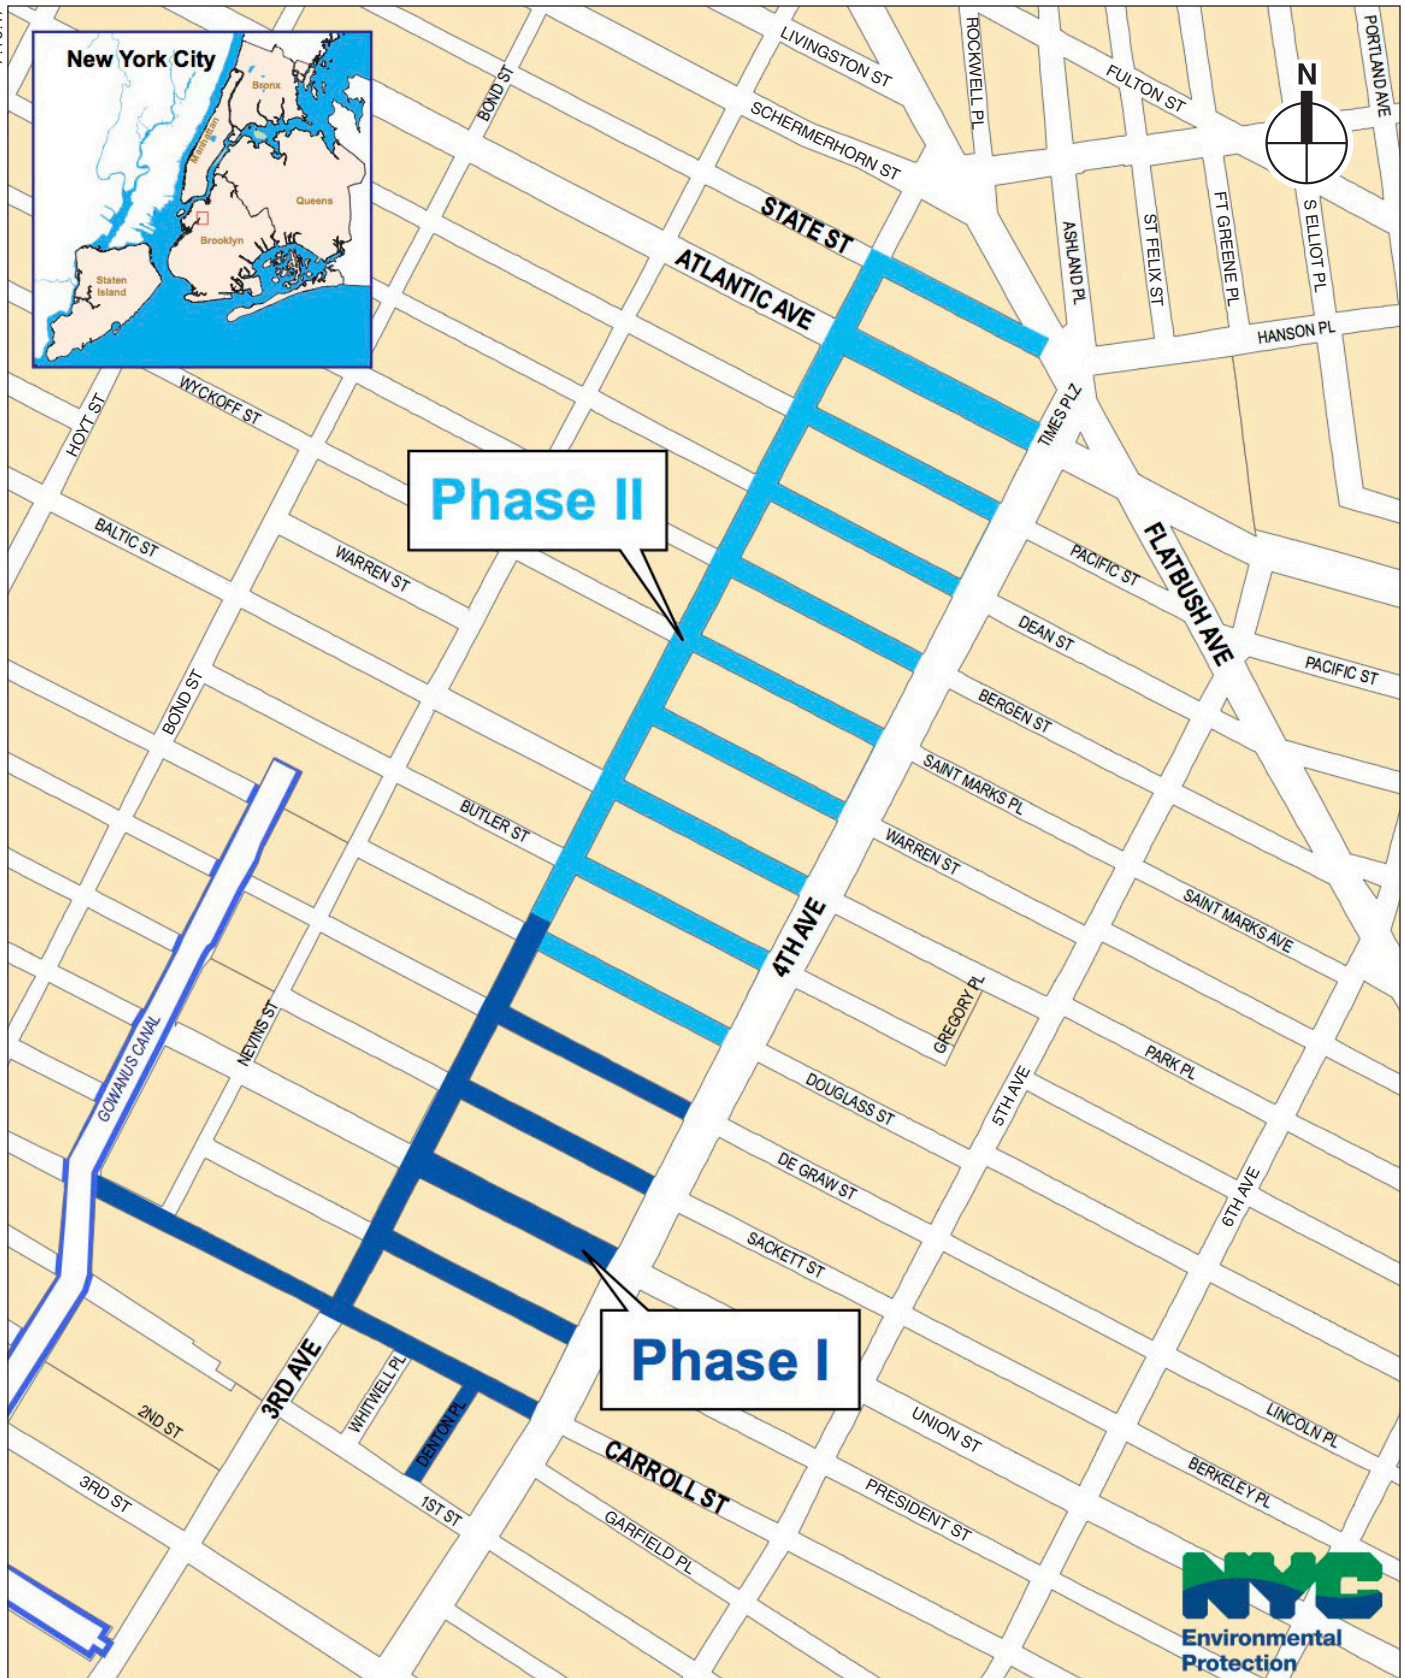 New York City
Bronx
Manhattan
Queens
Brooklyn
Staten
Island
N
LIVINGSTON ST
ROCKWELL PL
FULTON ST
PORTLAND AVE
BOND ST
SCHERMERHORN ST
STATE ST
ATLANTIC AVE
ASHLAND PL
ST FELIX ST
FT GREENE PL
S ELLIOT PL
HANSON PL
TIMES PLZ
HOYT ST
WYCKOFF ST
Phase II
BALTIC ST
WARREN ST
PACIFIC ST
FLATBUSH AVE
DEAN ST
PACIFIC ST
BOND ST
BERGEN ST
SAINT MARKS PL
BUTLER ST
WARREN ST
4TH AVE
SAINT MARKS AVE
GREGORY PL
NEVINS ST
GOWANUS CANAL
PARK PL
DOUGLASS ST
5TH AVE
DE GRAW ST
6TH AVE
SACKETT ST
Phase I
3RD AVE
WHITWELL PL
DENTON PL
2ND ST
3RD ST
1ST ST
CARROLL ST
GARFIELD PL
UNION ST
PRESIDENT ST
LINCOLN PL
BERKELEY PL
NYC
Environmental
Protection